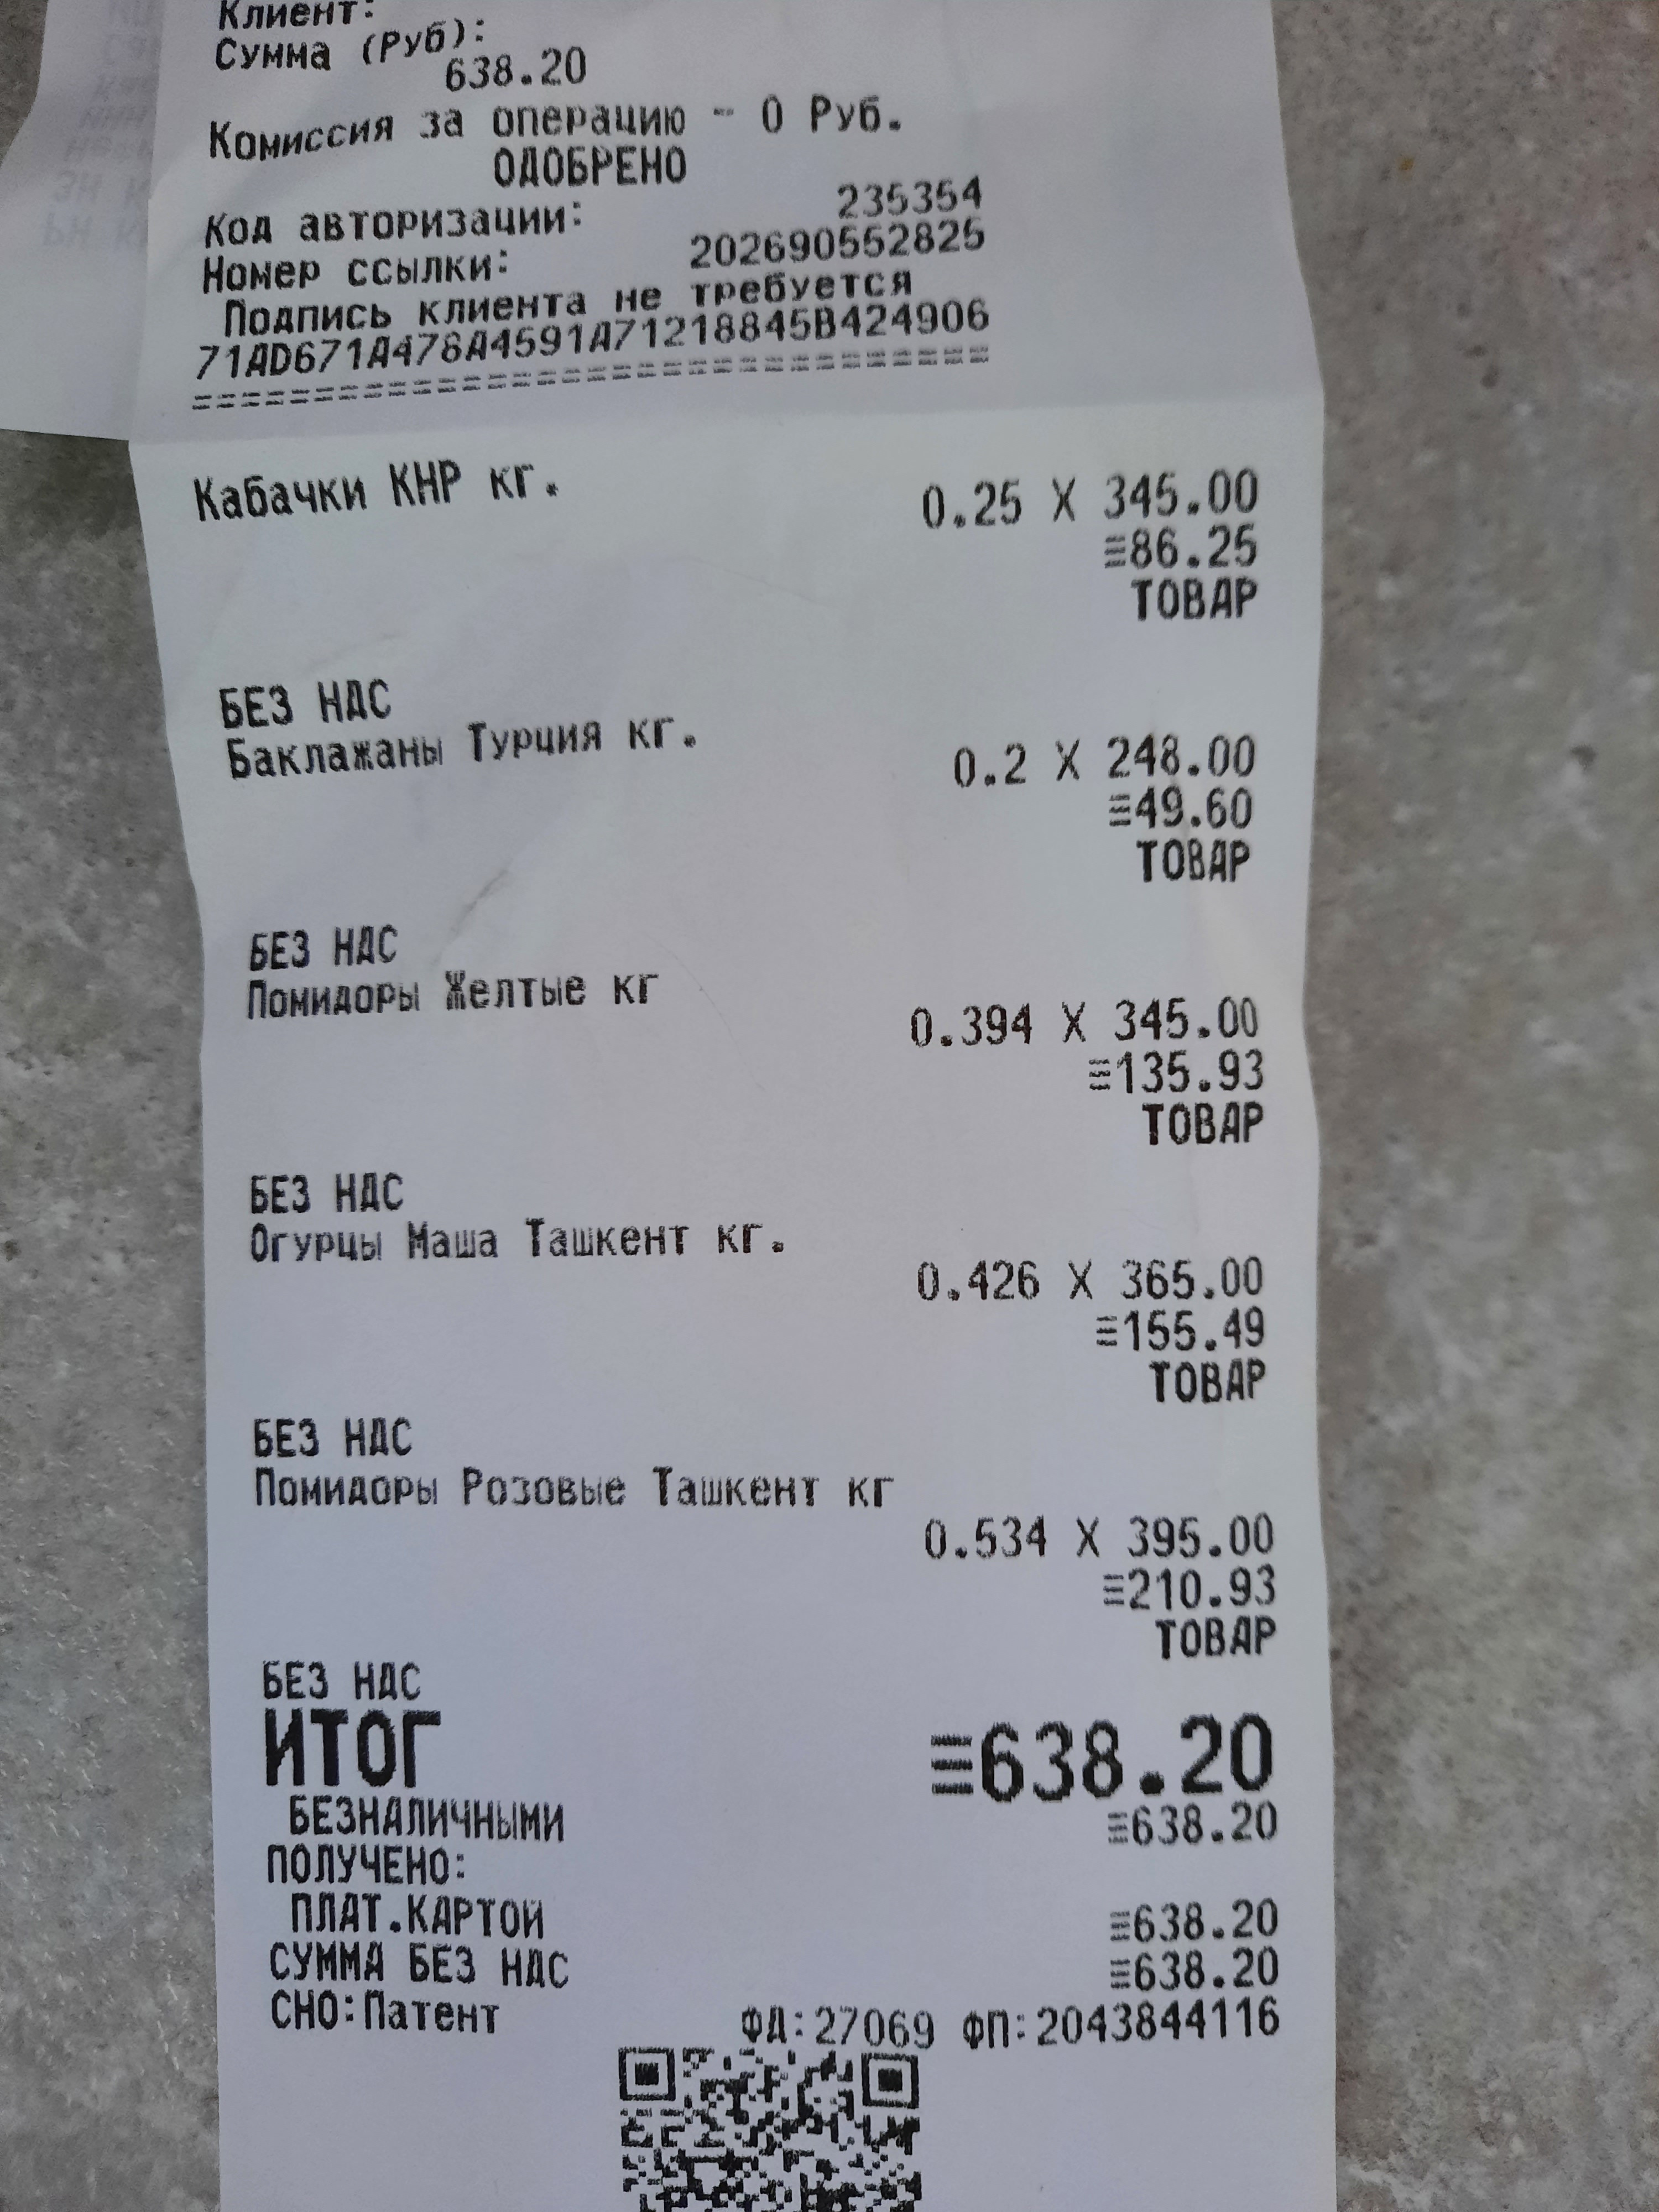 Клиент:
Сумма (Руб):
638.20
Комиссия за операцию - 0 Руб.
ОДОБРЕНО
Код авторизации: 235354
Номер ссылки: 202690552825
Подпись клиента не требуется
71AD671A478A4591A71218845B424906
=================================
Кабачки КНР кг.
0.25 X 345.00
≡86.25
ТОВАР
БЕЗ НДС
Баклажаны Турция кг.
0.2 X 248.00
≡49.60
ТОВАР
БЕЗ НДС
Помидоры Желтые кг
0.394 X 345.00
≡135.93
ТОВАР
БЕЗ НДС
Огурцы Маша Ташкент кг.
0.426 X 365.00
≡155.49
ТОВАР
БЕЗ НДС
Помидоры Розовые Ташкент кг
0.534 X 395.00
≡210.93
ТОВАР
БЕЗ НДС
ИТОГ ≡638.20
БЕЗНАЛИЧНЫМИ ≡638.20
ПОЛУЧЕНО:
ПЛАТ.КАРТОЙ ≡638.20
СУММА БЕЗ НДС ≡638.20
СНО:Патент ФД:27069 ФП:2043844116